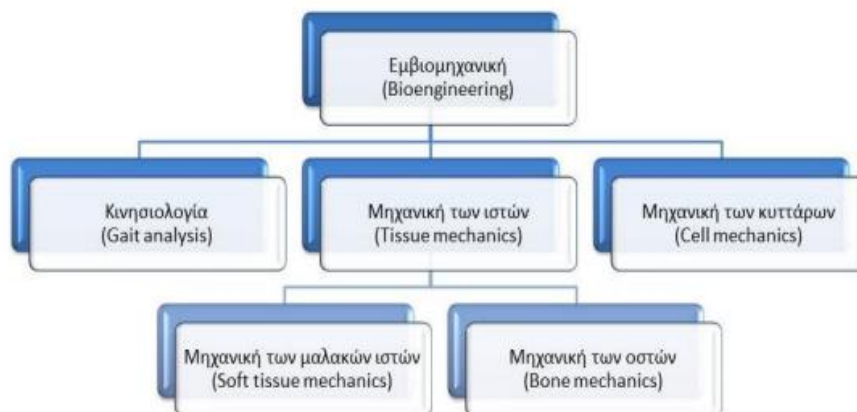 Εμβιομηχανική
(Bioengineering)
Κινησιολογία
(Gait analysis)
Μηχανική των ιστών
(Tissue mechanics)
Μηχανική των κυττάρων
(Cell mechanics)
Μηχανική των μαλακών ιστών
(Soft tissue mechanics)
Μηχανική των οστών
(Bone mechanics)